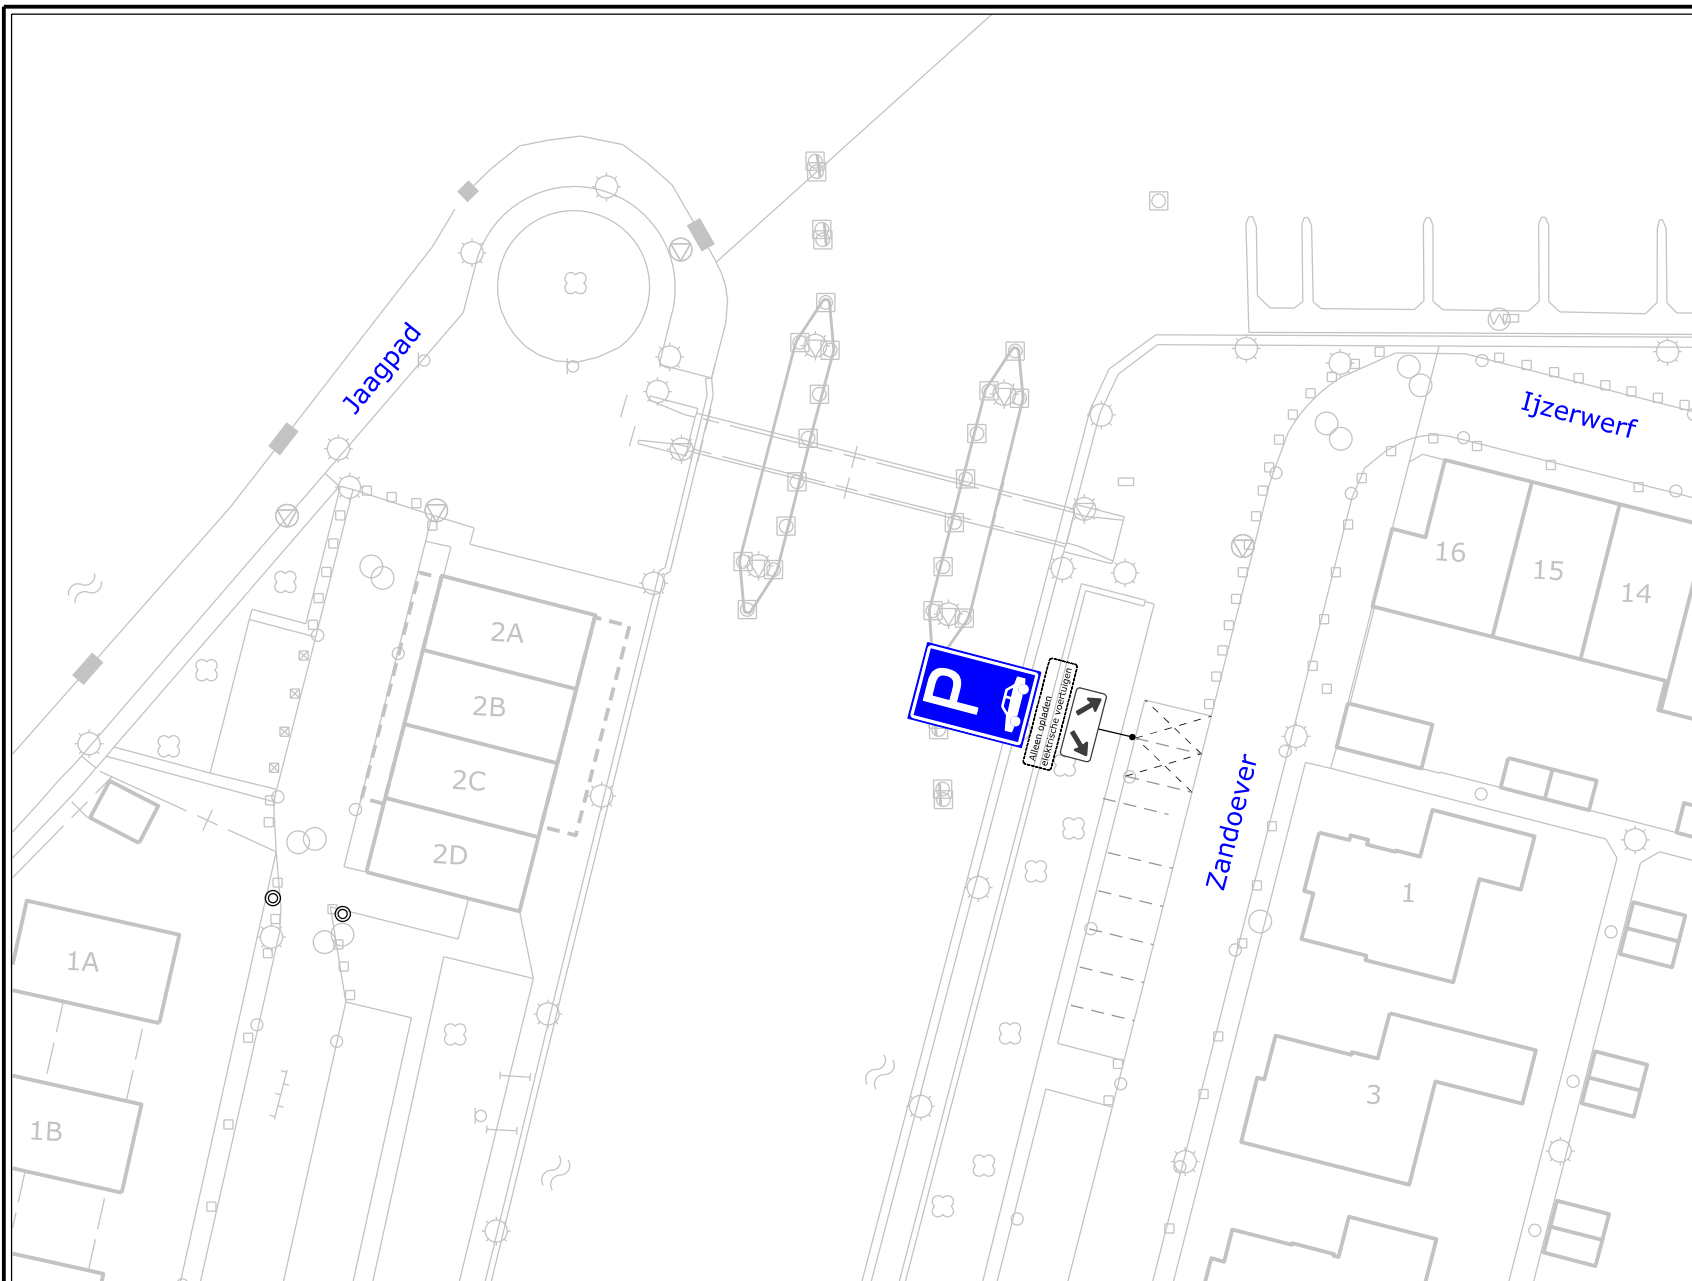 Jaagpad
Ijzerwerf
16
15
14
2A
2B
2C
2D
P
Alleen opladen
elektrische voertuigen
Zandoever
1
1A
3
1B